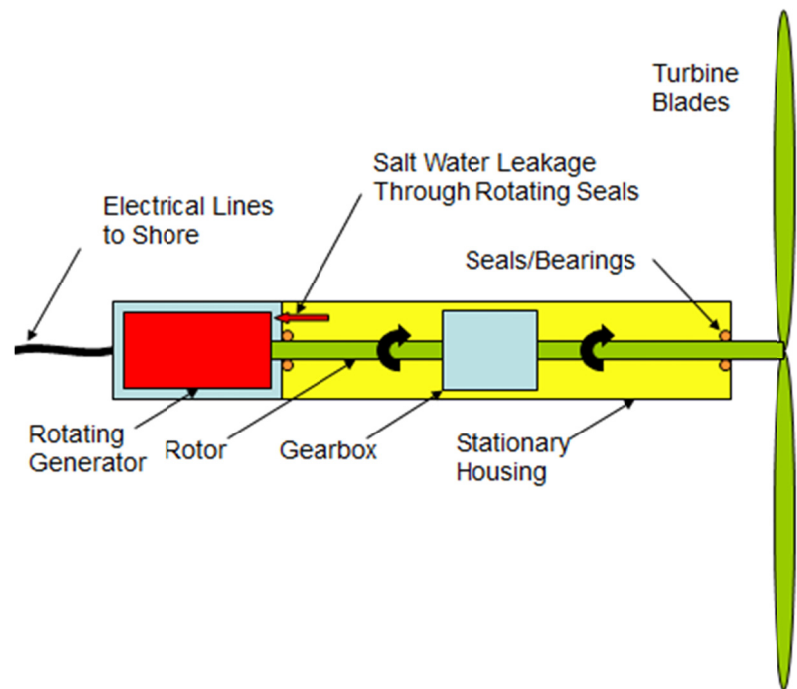 Turbine
Blades
Salt Water Leakage
Through Rotating Seals
Electrical Lines
to Shore
Seals/Bearings
Rotating
Generator
Rotor
Gearbox
Stationary
Housing